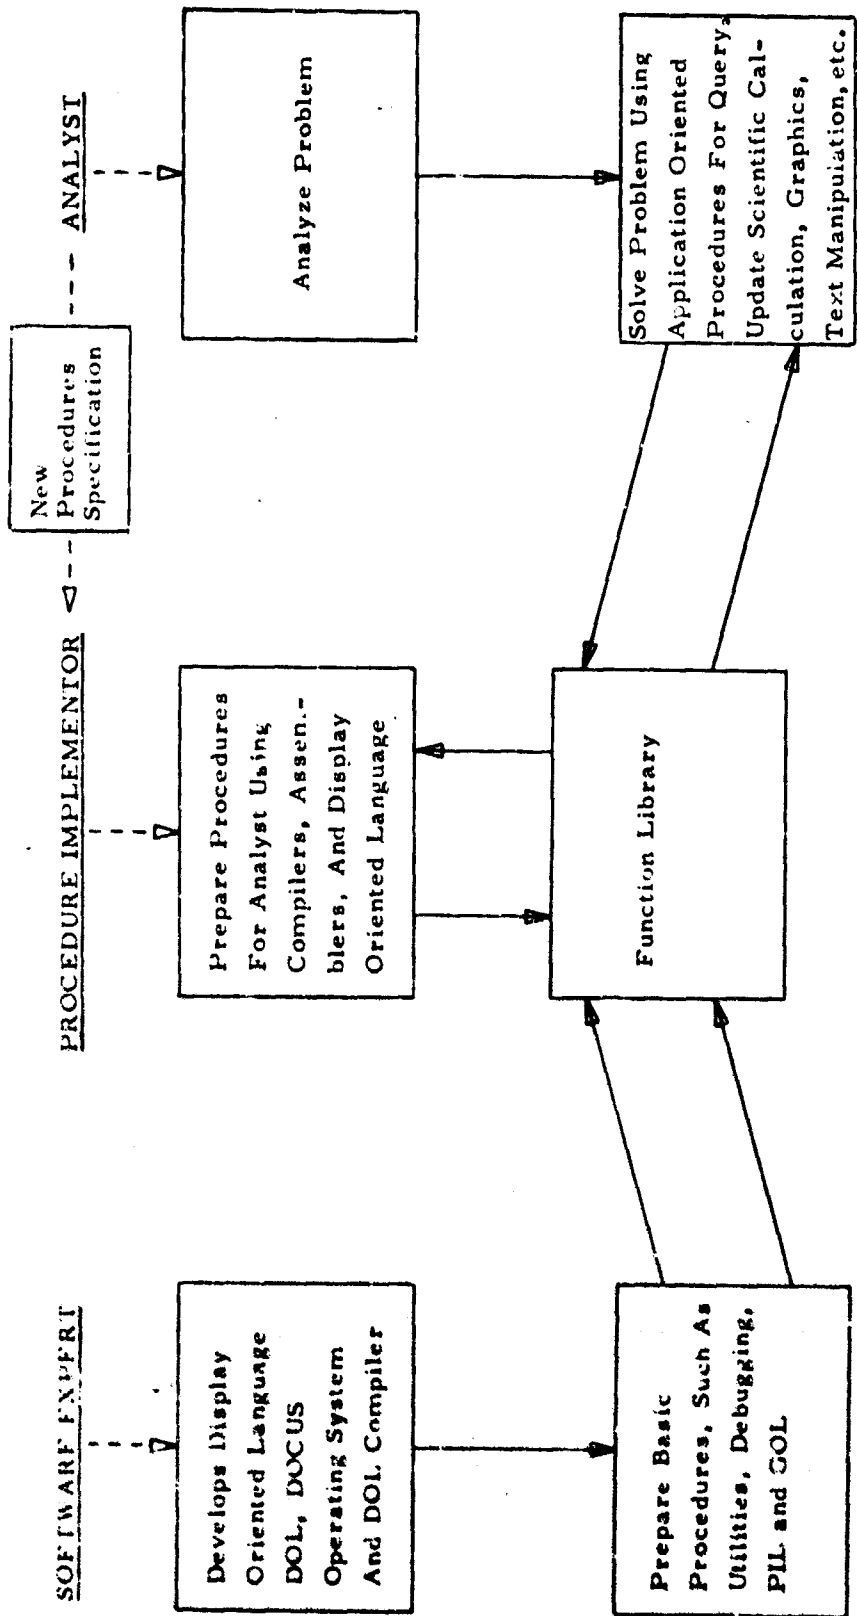 SOFTWARE EXPERT
Develops Display
Oriented Language
DOL, DOCUS
Operating System
And DOL Compiler
Prepare Basic
Procedures, Such As
Utilities, Debugging,
PIL and GOL
PROCEDURE IMPLEMENTOR
Prepare Procedures
For Analyst Using
Compilers, Assem-
blers, And Display
Oriented Language
Function Library
New
Procedures
Specification
ANALYST
Analyze Problem
Solve Problem Using
Application Oriented
Procedures For Query,
Update Scientific Cal-
culation, Graphics,
Text Manipulation, etc.